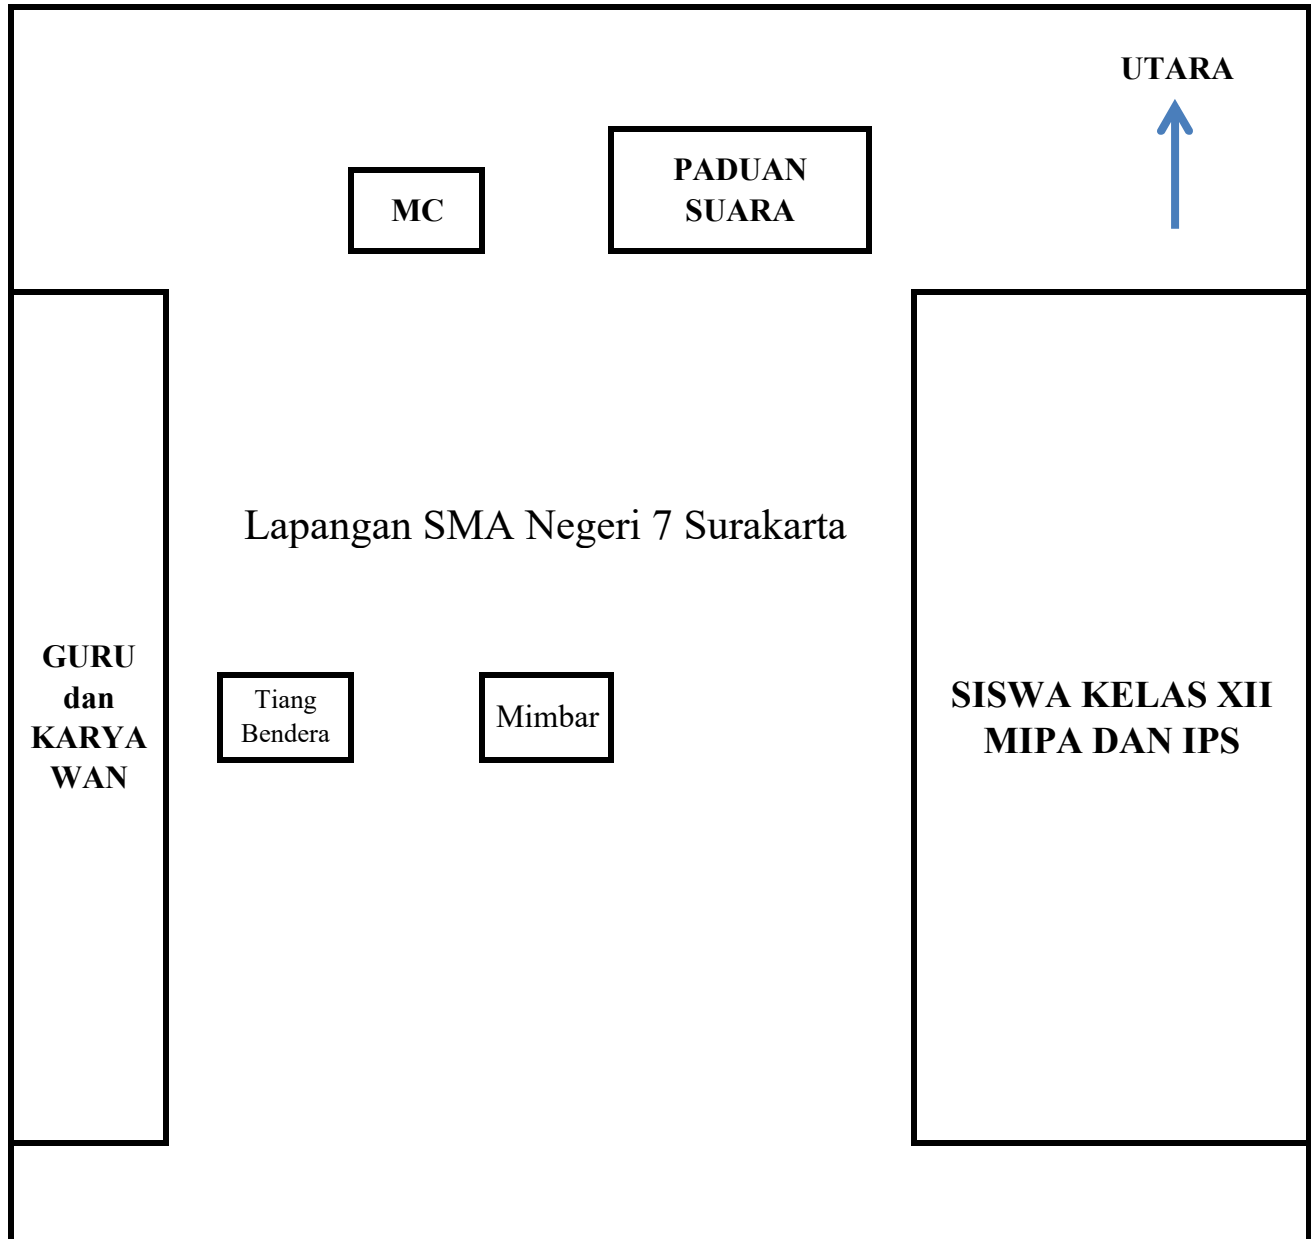 UTARA
PADUAN
SUARA
MC
Lapangan SMA Negeri 7 Surakarta
GURU
dan
KARYA
WAN
Tiang
Bendera
Mimbar
SISWA KELAS XII
MIPA DAN IPS